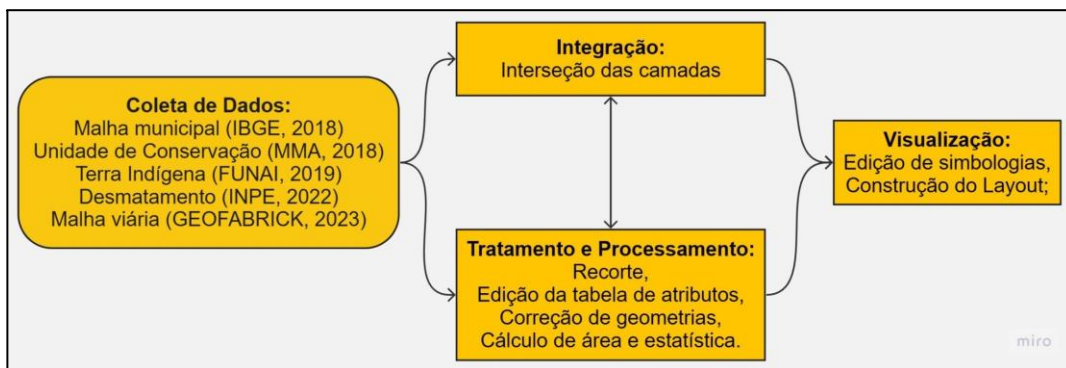 Coleta de Dados:
Malha municipal (IBGE, 2018)
Unidade de Conservação (MMA, 2018)
Terra Indígena (FUNAI, 2019)
Desmatamento (INPE, 2022)
Malha viária (GEOFABRICK, 2023)
Integração:
Interseção das camadas
Tratamento e Processamento:
Recorte,
Edição da tabela de atributos,
Correção de geometrias,
Cálculo de área e estatística.
Visualização:
Edição de simbologias,
Construção do Layout;
miro